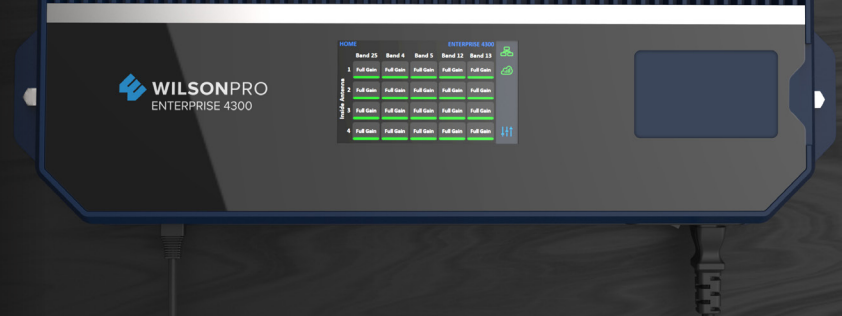 HOME ENTERPRISE 4300
Band 25 Band 4 Band 5 Band 12 Band 13
1 Full Gain Full Gain Full Gain Full Gain Full Gain
2 Full Gain Full Gain Full Gain Full Gain Full Gain
3 Full Gain Full Gain Full Gain Full Gain Full Gain
4 Full Gain Full Gain Full Gain Full Gain Full Gain
Inside Antenna
WILSONPRO
ENTERPRISE 4300